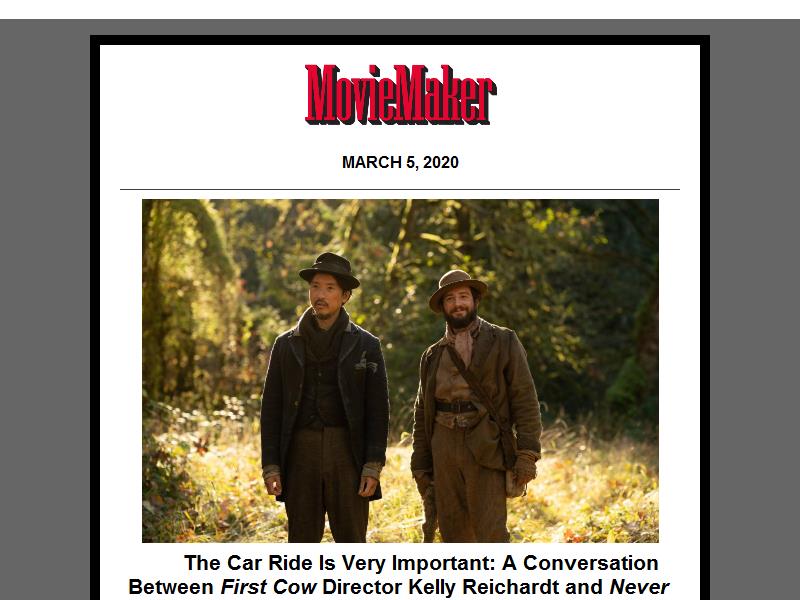 MovieMaker
MARCH 5, 2020
The Car Ride Is Very Important: A Conversation
Between First Cow Director Kelly Reichardt and Never